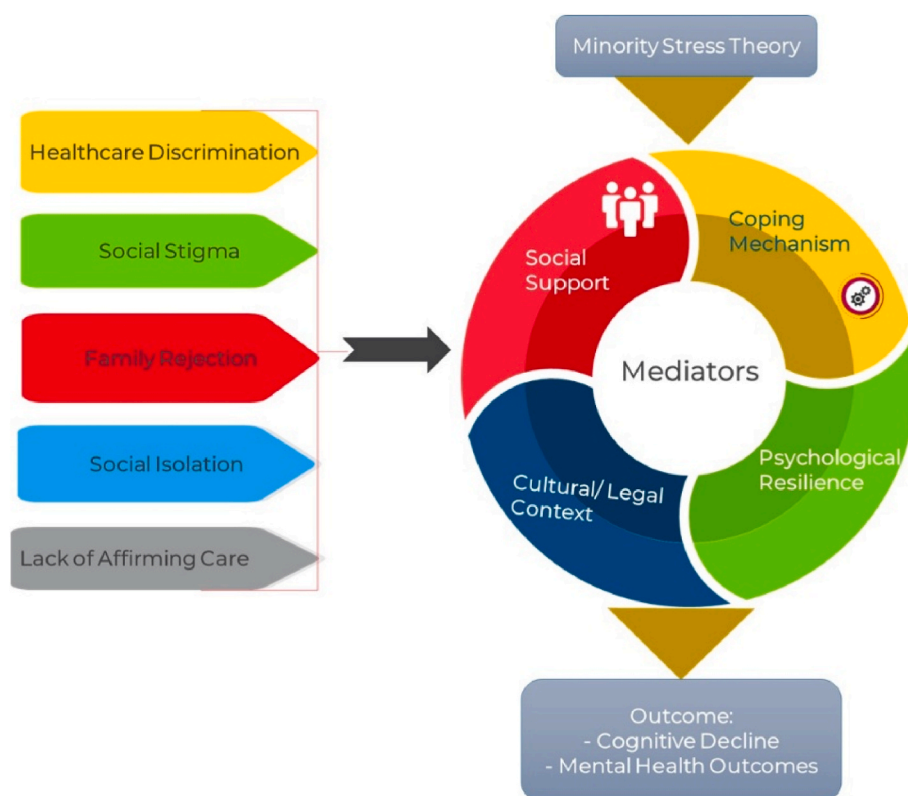 Minority Stress Theory
Healthcare Discrimination
Social Stigma
Family Rejection
Social Isolation
Lack of Affirming Care
Social
Support
Coping
Mechanism
Mediators
Cultural/ Legal
Context
Psychological
Resilience
Outcome:
- Cognitive Decline
- Mental Health Outcomes